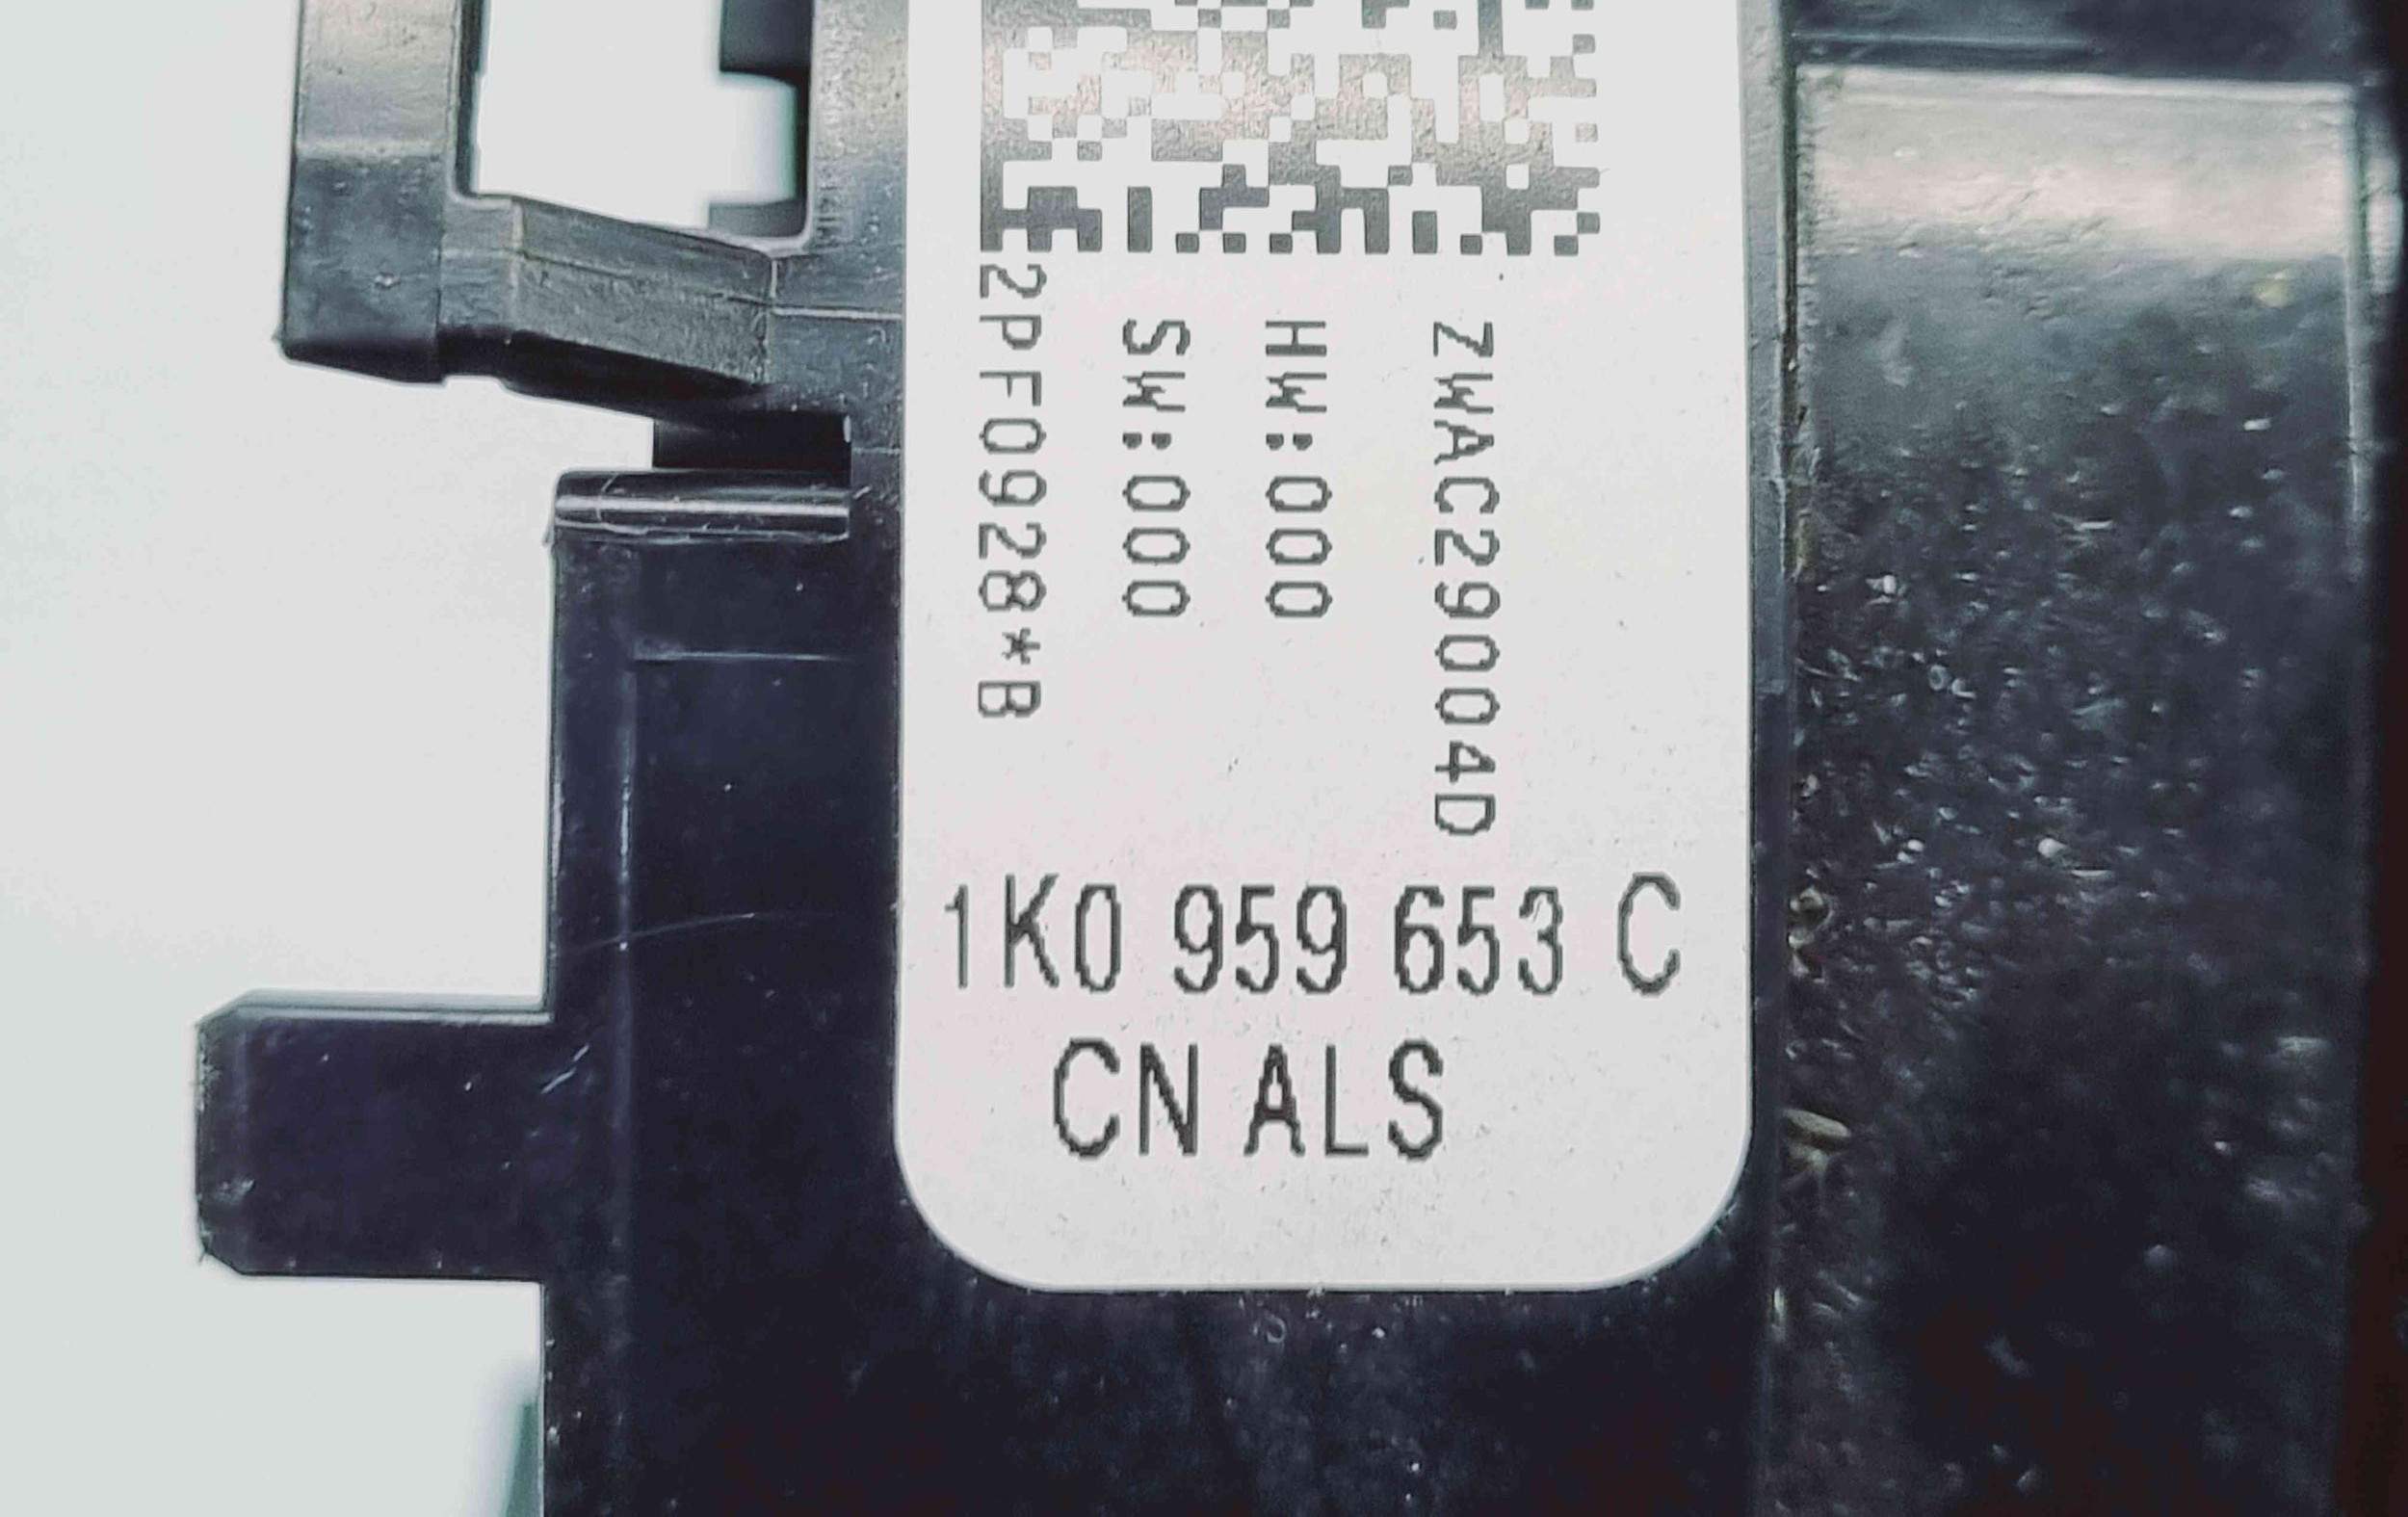 ZWAC29004D
HW:000
SW:000
2PF0928*B
1K0 959 653 C
CN ALS